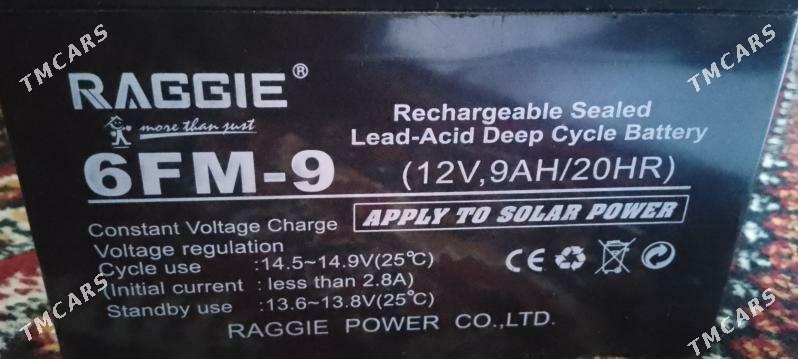 RAGGIE®
more than just
Rechargeable Sealed
Lead-Acid Deep Cycle Battery
6FM-9
(12V,9AH/20HR)
APPLY TO SOLAR POWER
Constant Voltage Charge
Voltage regulation
Cycle use :14.5~14.9V(25℃)
(Initial current : less than 2.8A)
Standby use :13.6~13.8V(25℃)
CE
RAGGIE POWER CO.,LTD.
TMCARS
TMCARS
TMCARS
TMCARS
TMCARS